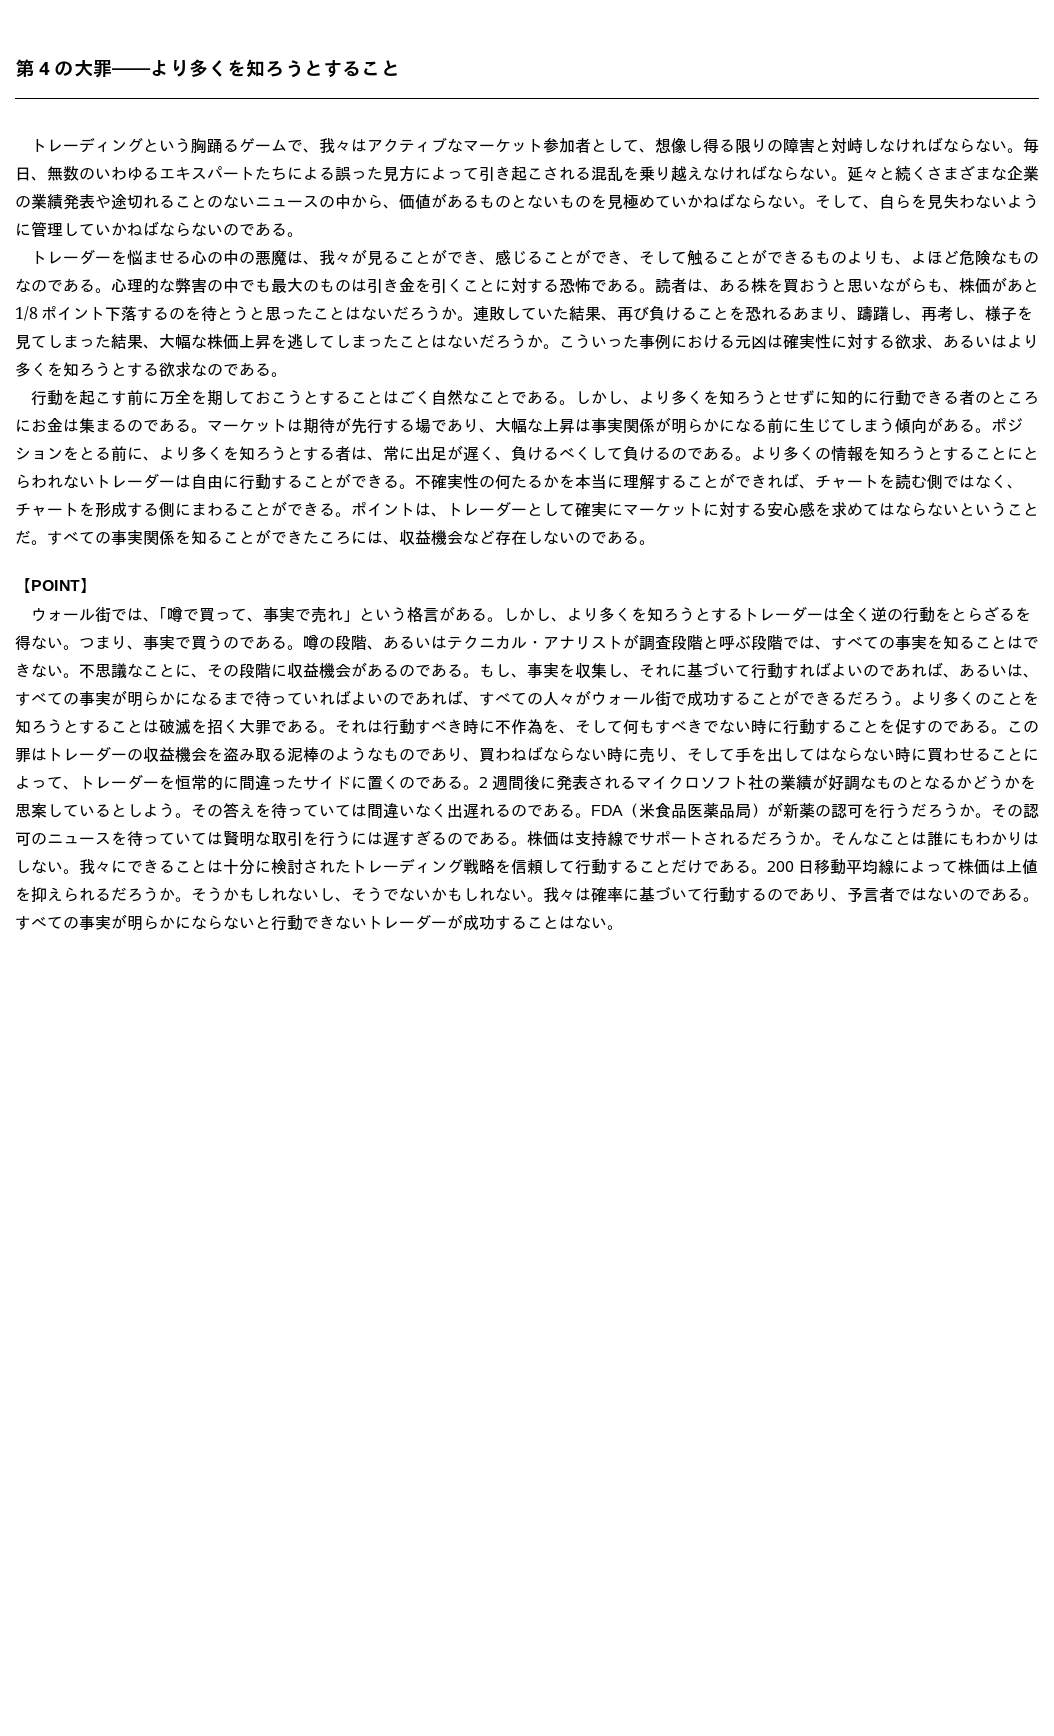 第 4 の大罪――より多くを知ろうとすること
　トレーディングという胸踊るゲームで、我々はアクティブなマーケット参加者として、想像し得る限りの障害と対峙しなければならない。毎
日、無数のいわゆるエキスパートたちによる誤った見方によって引き起こされる混乱を乗り越えなければならない。延々と続くさまざまな企業
の業績発表や途切れることのないニュースの中から、価値があるものとないものを見極めていかねばならない。そして、自らを見失わないよう
に管理していかねばならないのである。
　トレーダーを悩ませる心の中の悪魔は、我々が見ることができ、感じることができ、そして触ることができるものよりも、よほど危険なもの
なのである。心理的な弊害の中でも最大のものは引き金を引くことに対する恐怖である。読者は、ある株を買おうと思いながらも、株価があと
1/8 ポイント下落するのを待とうと思ったことはないだろうか。連敗していた結果、再び負けることを恐れるあまり、躊躇し、再考し、様子を
見てしまった結果、大幅な株価上昇を逃してしまったことはないだろうか。こういった事例における元凶は確実性に対する欲求、あるいはより
多くを知ろうとする欲求なのである。
　行動を起こす前に万全を期しておこうとすることはごく自然なことである。しかし、より多くを知ろうとせずに知的に行動できる者のところ
にお金は集まるのである。マーケットは期待が先行する場であり、大幅な上昇は事実関係が明らかになる前に生じてしまう傾向がある。ポジ
ションをとる前に、より多くを知ろうとする者は、常に出足が遅く、負けるべくして負けるのである。より多くの情報を知ろうとすることにと
らわれないトレーダーは自由に行動することができる。不確実性の何たるかを本当に理解することができれば、チャートを読む側ではなく、
チャートを形成する側にまわることができる。ポイントは、トレーダーとして確実にマーケットに対する安心感を求めてはならないということ
だ。すべての事実関係を知ることができたころには、収益機会など存在しないのである。
【POINT】
　ウォール街では、「噂で買って、事実で売れ」という格言がある。しかし、より多くを知ろうとするトレーダーは全く逆の行動をとらざるを
得ない。つまり、事実で買うのである。噂の段階、あるいはテクニカル・アナリストが調査段階と呼ぶ段階では、すべての事実を知ることはで
きない。不思議なことに、その段階に収益機会があるのである。もし、事実を収集し、それに基づいて行動すればよいのであれば、あるいは、
すべての事実が明らかになるまで待っていればよいのであれば、すべての人々がウォール街で成功することができるだろう。より多くのことを
知ろうとすることは破滅を招く大罪である。それは行動すべき時に不作為を、そして何もすべきでない時に行動することを促すのである。この
罪はトレーダーの収益機会を盗み取る泥棒のようなものであり、買わねばならない時に売り、そして手を出してはならない時に買わせることに
よって、トレーダーを恒常的に間違ったサイドに置くのである。2 週間後に発表されるマイクロソフト社の業績が好調なものとなるかどうかを
思案しているとしよう。その答えを待っていては間違いなく出遅れるのである。FDA（米食品医薬品局）が新薬の認可を行うだろうか。その認
可のニュースを待っていては賢明な取引を行うには遅すぎるのである。株価は支持線でサポートされるだろうか。そんなことは誰にもわかりは
しない。我々にできることは十分に検討されたトレーディング戦略を信頼して行動することだけである。200 日移動平均線によって株価は上値
を抑えられるだろうか。そうかもしれないし、そうでないかもしれない。我々は確率に基づいて行動するのであり、予言者ではないのである。
すべての事実が明らかにならないと行動できないトレーダーが成功することはない。